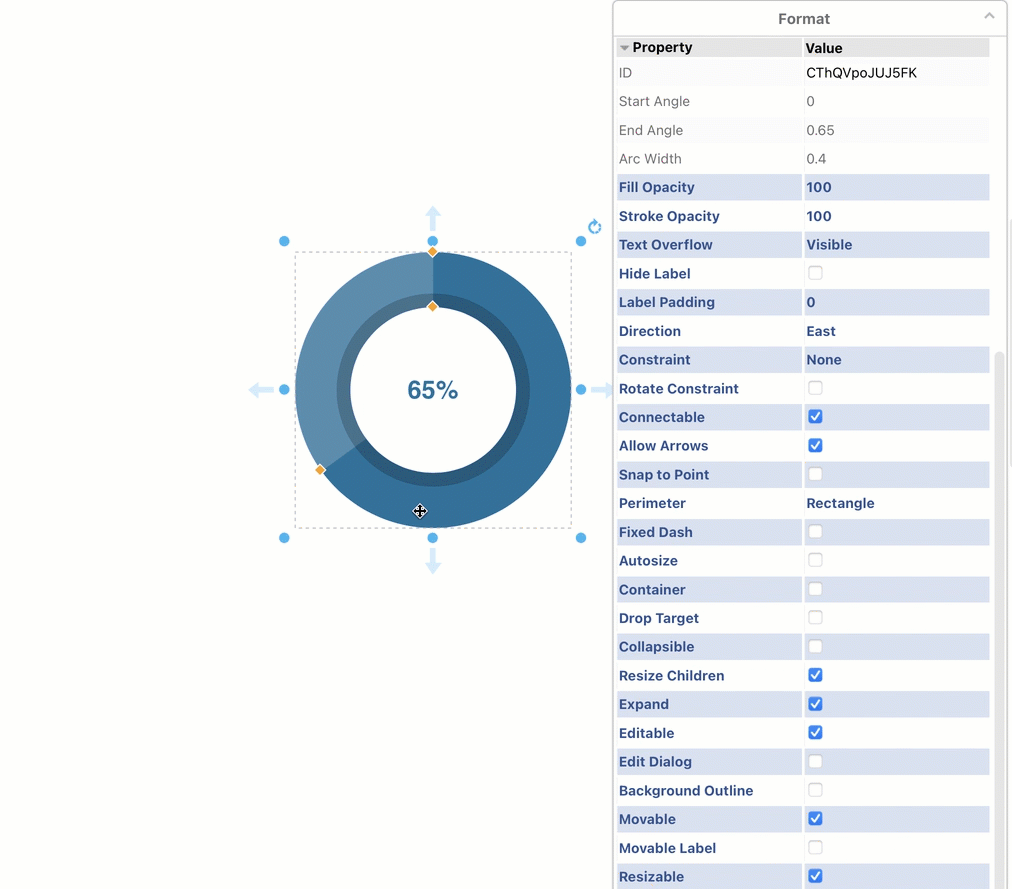 Format
Property Value
ID CThQVpoJUJ5FK
Start Angle 0
End Angle 0.65
Arc Width 0.4
Fill Opacity 100
Stroke Opacity 100
Text Overflow Visible
Hide Label
Label Padding 0
Direction East
Constraint None
Rotate Constraint
Connectable
Allow Arrows
Snap to Point
Perimeter Rectangle
Fixed Dash
Autosize
Container
Drop Target
Collapsible
Resize Children
Expand
Editable
Edit Dialog
Background Outline
Movable
Movable Label
Resizable
65%